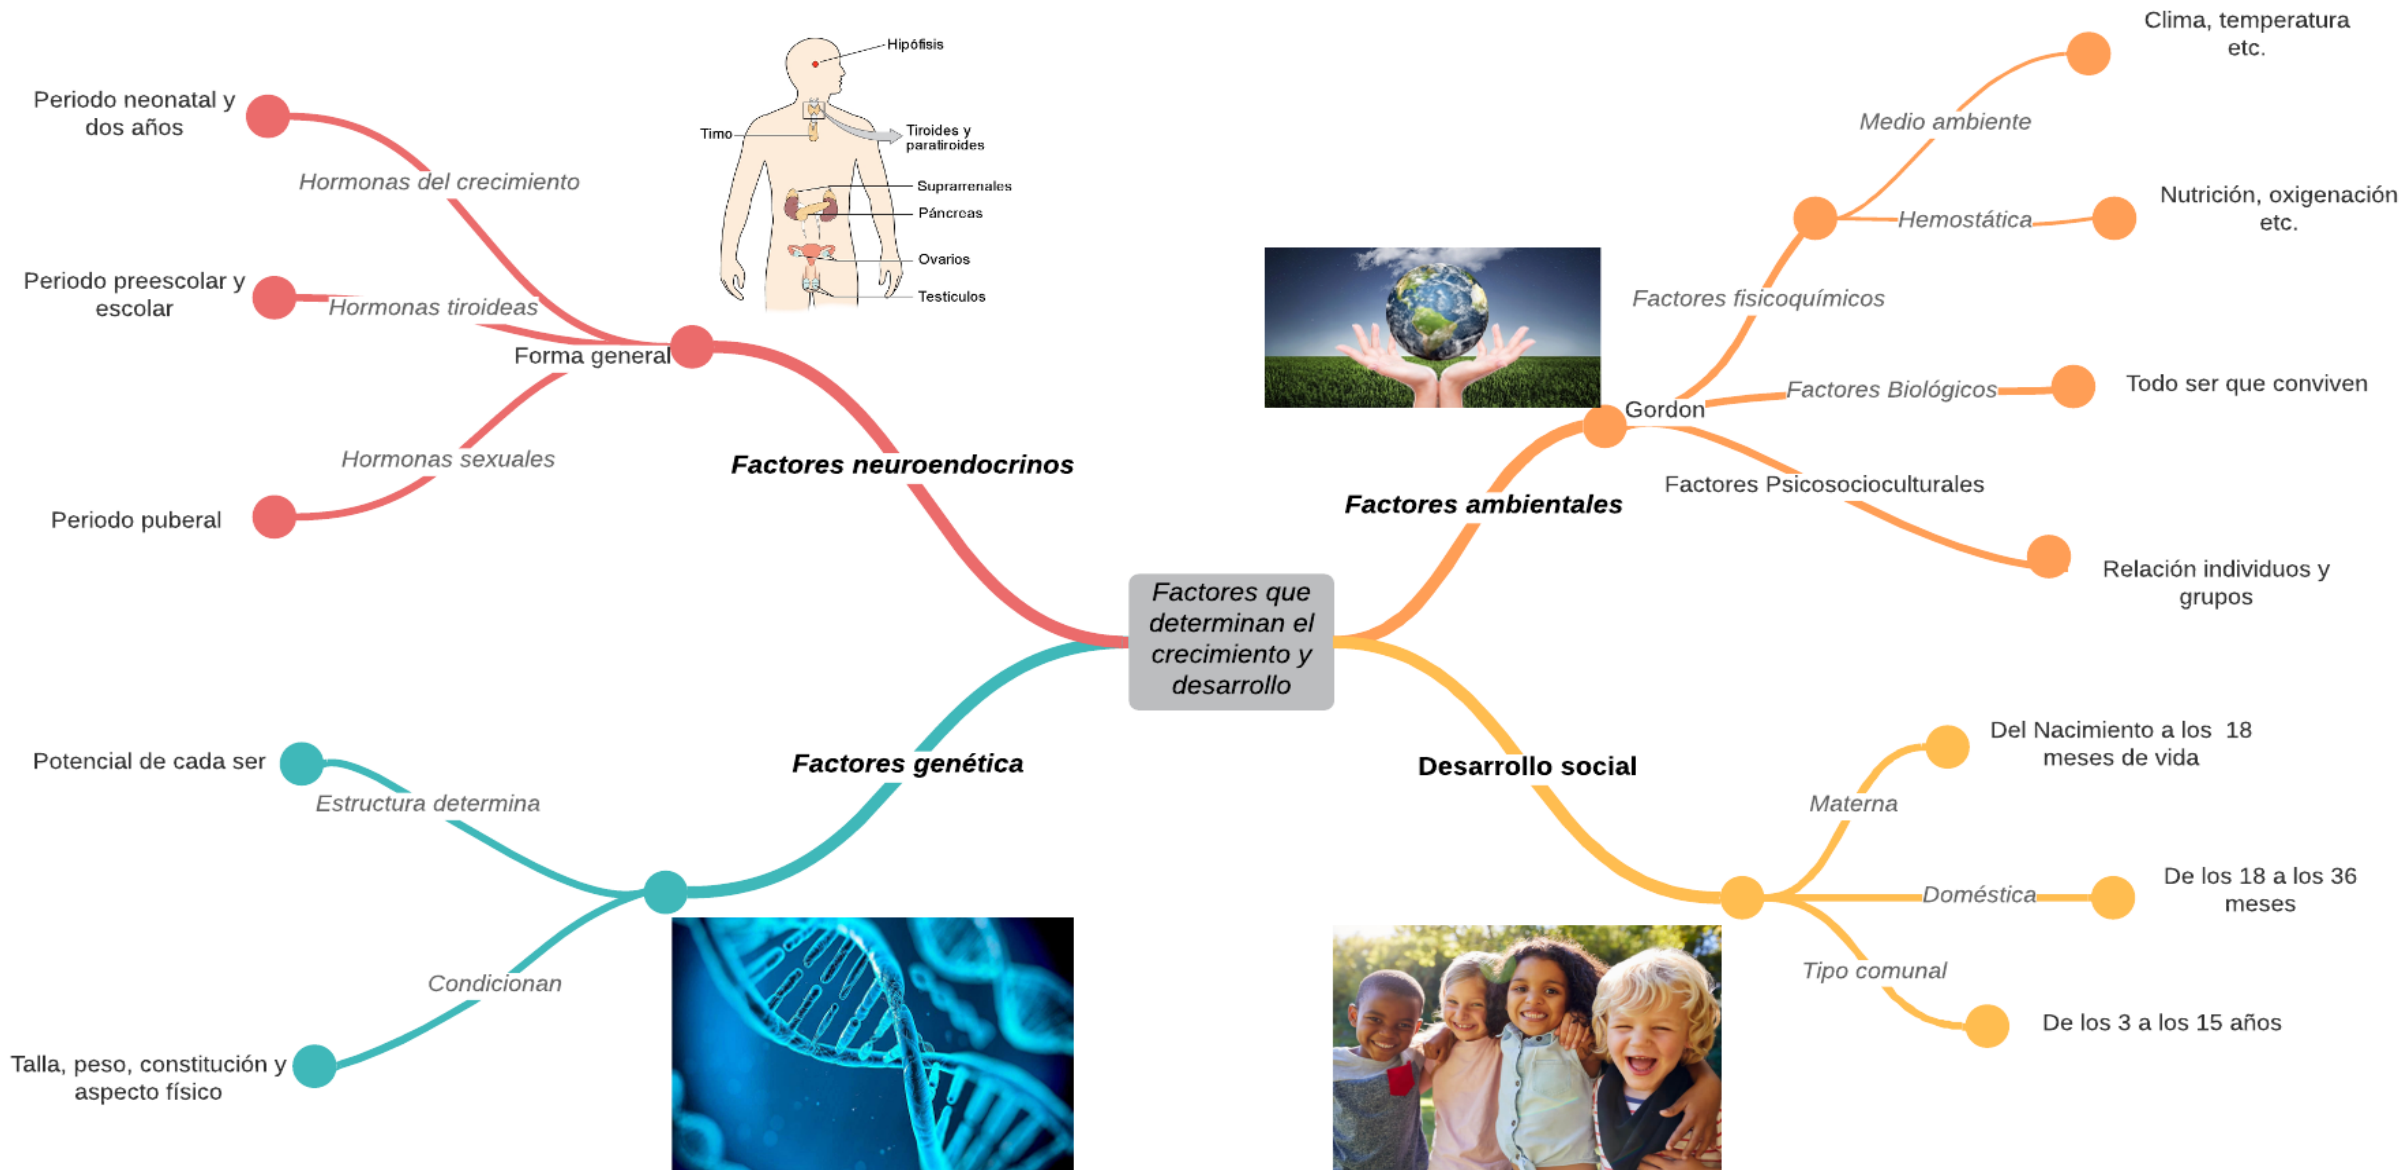 Factores que
determinan el
crecimiento y
desarrollo
Factores neuroendocrinos
Forma general
Hormonas del crecimiento
Periodo neonatal y
dos años
Hormonas tiroideas
Periodo preescolar y
escolar
Hormonas sexuales
Periodo puberal
Hipófisis
Timo
Tiroides y
paratiroides
Suprarrenales
Páncreas
Ovarios
Testículos
Factores genética
Estructura determina
Potencial de cada ser
Condicionan
Talla, peso, constitución y
aspecto físico
Factores ambientales
Gordon
Factores fisicoquímicos
Medio ambiente
Clima, temperatura
etc.
Hemostática
Nutrición, oxigenación
etc.
Factores Biológicos
Todo ser que conviven
Factores Psicosocioculturales
Relación individuos y
grupos
Desarrollo social
Materna
Del Nacimiento a los 18
meses de vida
Doméstica
De los 18 a los 36
meses
Tipo comunal
De los 3 a los 15 años